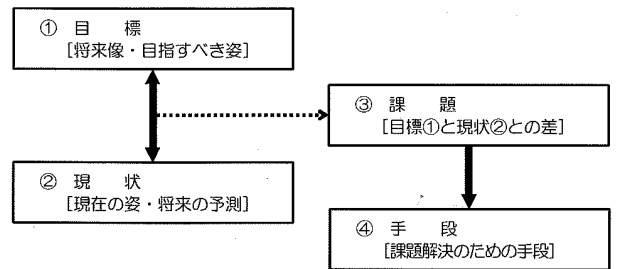 ① 目　標
[将来像・目指すべき姿]
② 現　状
[現在の姿・将来の予測]
③ 課　題
[目標①と現状②との差]
④ 手　段
[課題解決のための手段]